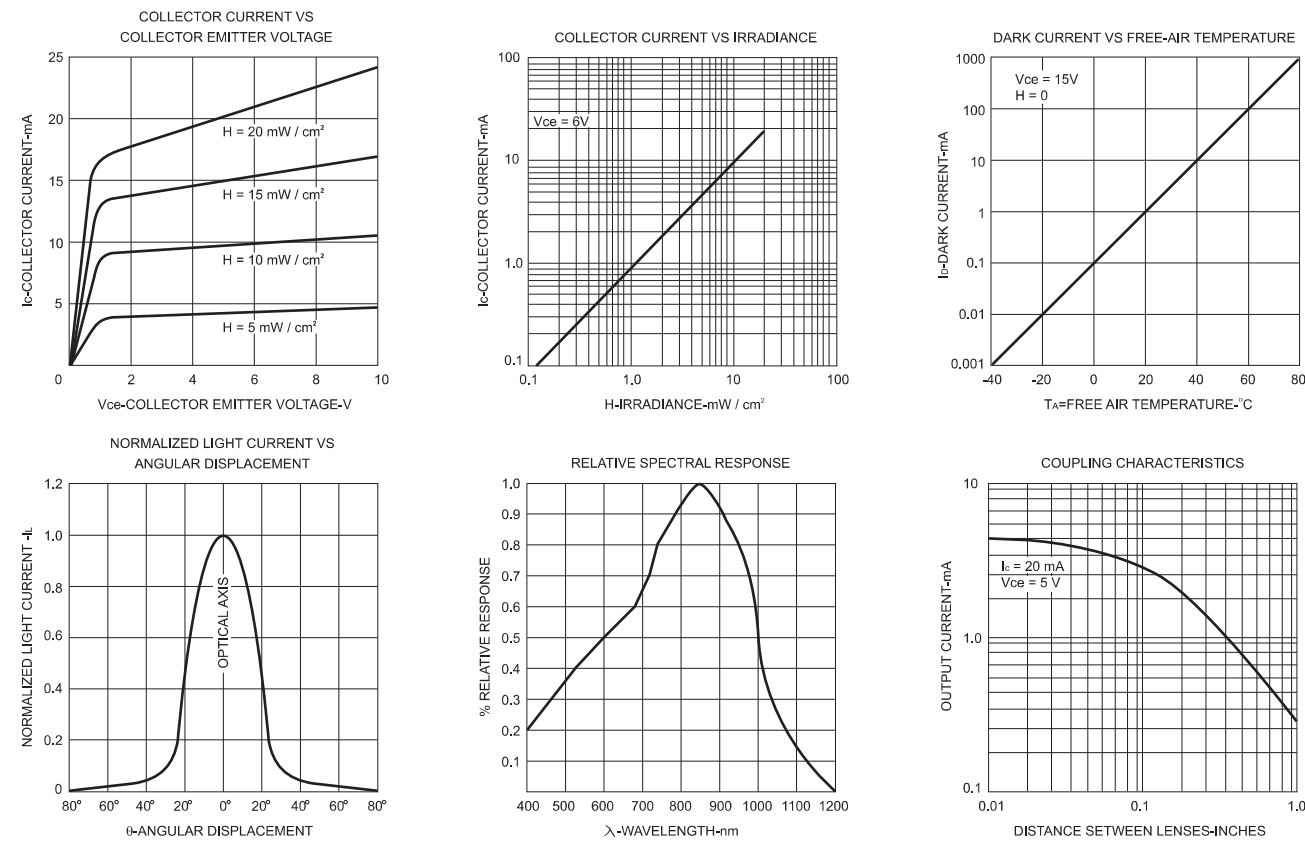 COLLECTOR CURRENT VS
COLLECTOR EMITTER VOLTAGE
25
20
15
10
5
0
2
4
6
8
10
H = 20 mW / cm²
H = 15 mW / cm²
H = 10 mW / cm²
H = 5 mW / cm²
Ic-COLLECTOR CURRENT-mA
Vce-COLLECTOR EMITTER VOLTAGE-V
COLLECTOR CURRENT VS IRRADIANCE
100
10
1.0
0.1
0.1
1.0
10
100
Vce = 6V
Ic-COLLECTOR CURRENT-mA
H-IRRADIANCE-mW / cm²
DARK CURRENT VS FREE-AIR TEMPERATURE
1000
100
10
1
0.1
0.01
0.001
-40
-20
0
20
40
60
80
Vce = 15V
H = 0
ID-DARK CURRENT-mA
TA=FREE AIR TEMPERATURE-°C
NORMALIZED LIGHT CURRENT VS
ANGULAR DISPLACEMENT
1.2
1.0
0.8
0.6
0.4
0.2
0
80°
60°
40°
20°
0°
20°
40°
60°
80°
OPTICAL AXIS
NORMALIZED LIGHT CURRENT -IL
θ-ANGULAR DISPLACEMENT
RELATIVE SPECTRAL RESPONSE
1.0
0.9
0.8
0.7
0.6
0.5
0.4
0.3
0.2
0.1
400
500
600
700
800
900
1000
1100
1200
% RELATIVE RESPONSE
λ-WAVELENGTH-nm
COUPLING CHARACTERISTICS
10
1.0
0.1
0.01
0.1
1.0
Ic = 20 mA
Vce = 5 V
OUTPUT CURRENT-mA
DISTANCE SETWEEN LENSES-INCHES